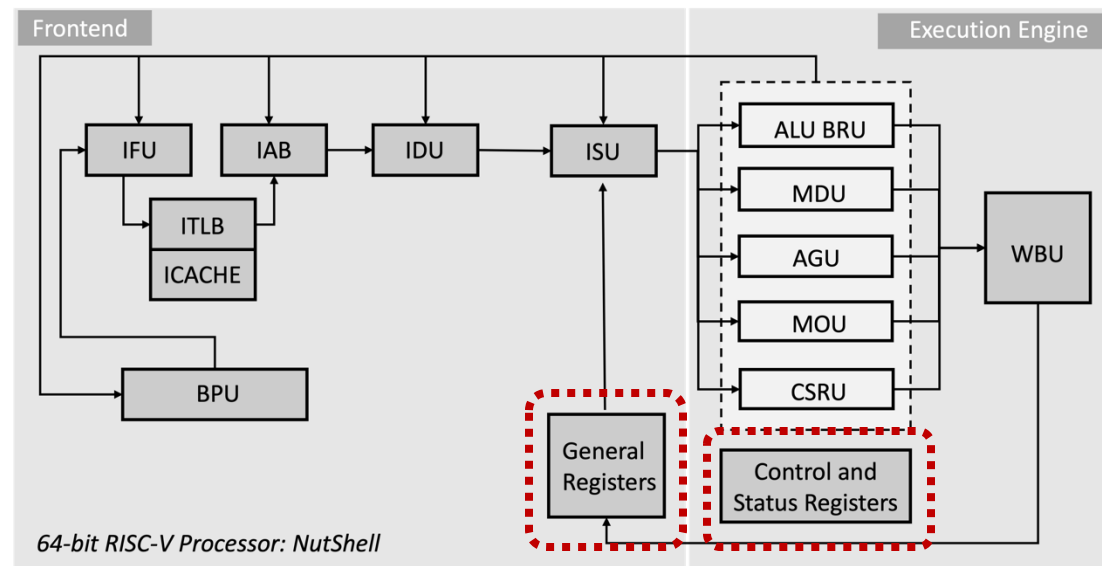 Frontend
Execution Engine
IFU
IAB
IDU
ISU
ITLB
ICACHE
BPU
ALU BRU
MDU
AGU
MOU
CSRU
WBU
General
Registers
Control and
Status Registers
64-bit RISC-V Processor: NutShell